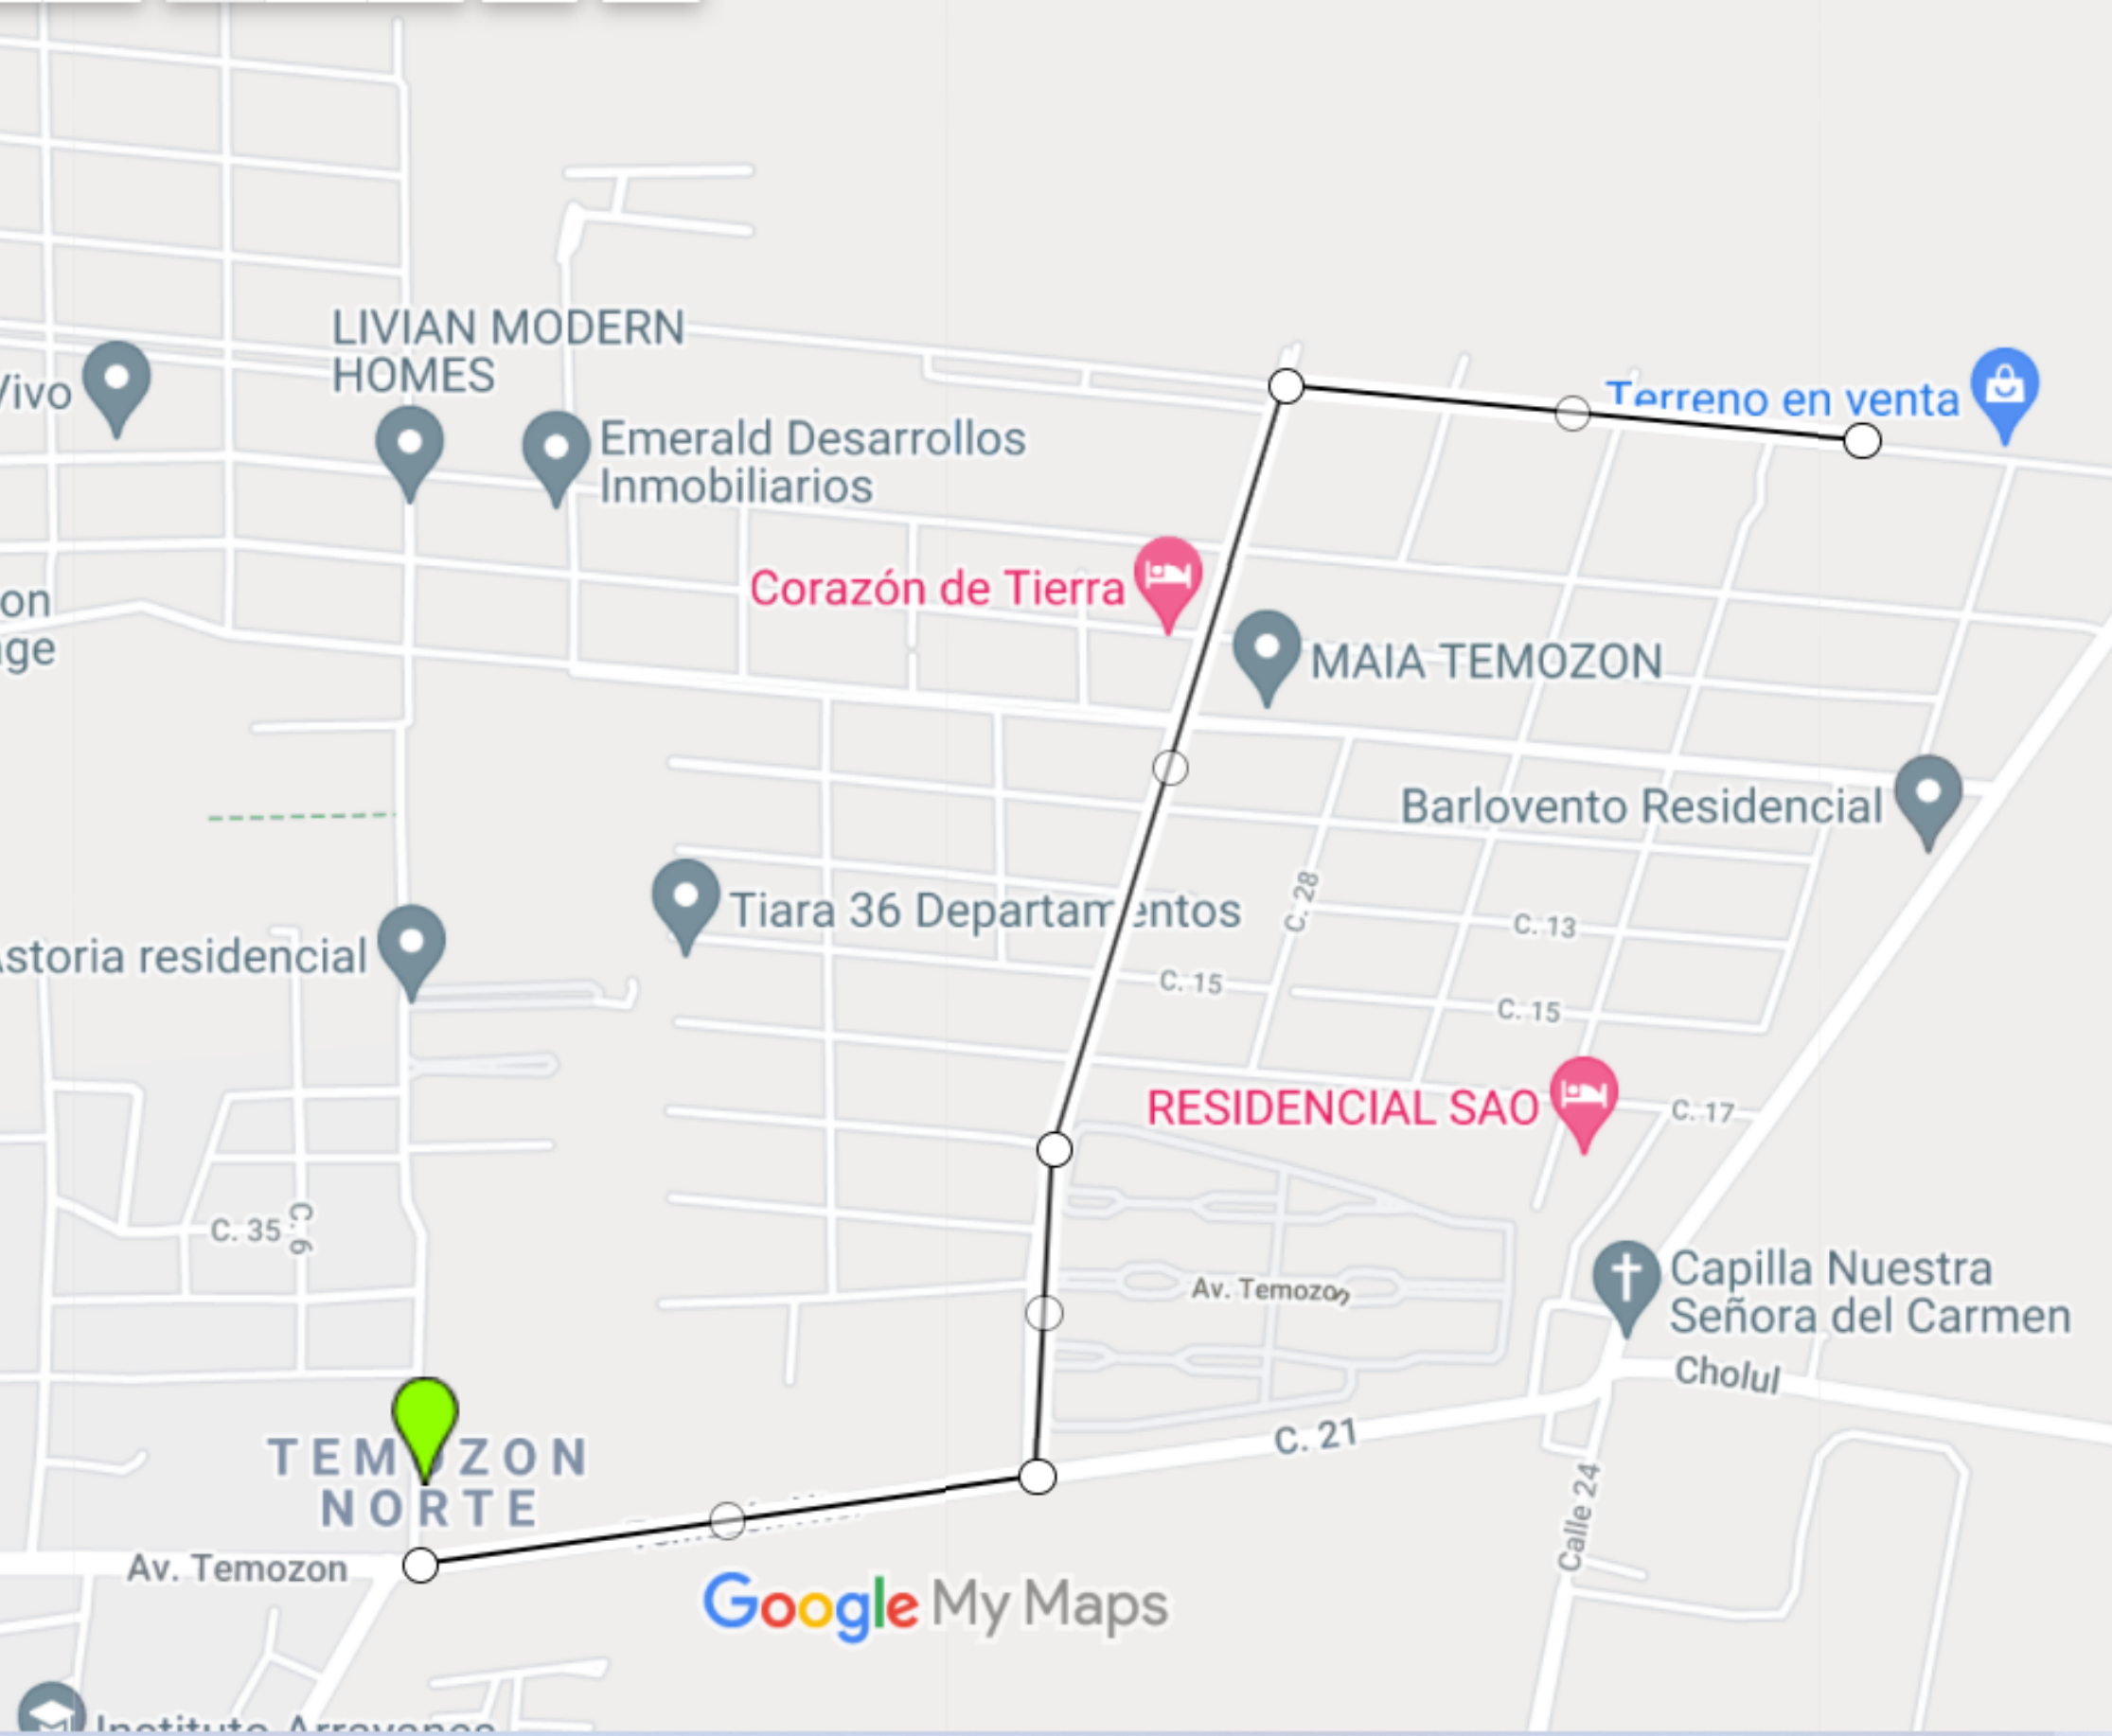 LIVIAN MODERN
HOMES
Vivo
Terreno en venta
Emerald Desarrollos
Inmobiliarios
Corazón de Tierra
on
ge
MAIA TEMOZON
Barlovento Residencial
C. 28
Tiara 36 Departamentos
C. 13
Astoria residencial
C. 15
C. 15
RESIDENCIAL SAO
C. 17
C. 35
C. 6
Av. Temozon
Capilla Nuestra
Señora del Carmen
Cholul
C. 21
TEMOZON
NORTE
Calle 24
Av. Temozon
Google My Maps
Instituto Arrayanes